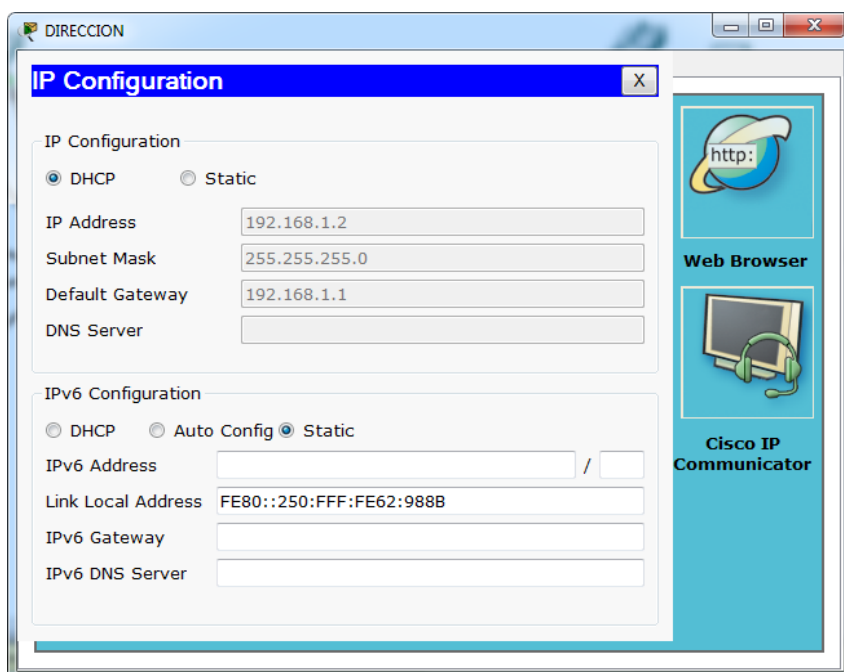 DIRECCION
X
IP Configuration
X
IP Configuration
DHCP Static
IP Address 192.168.1.2
Subnet Mask 255.255.255.0
Default Gateway 192.168.1.1
DNS Server
IPv6 Configuration
DHCP Auto Config Static
IPv6 Address /
Link Local Address FE80::250:FFF:FE62:988B
IPv6 Gateway
IPv6 DNS Server
http:
Web Browser
Cisco IP
Communicator